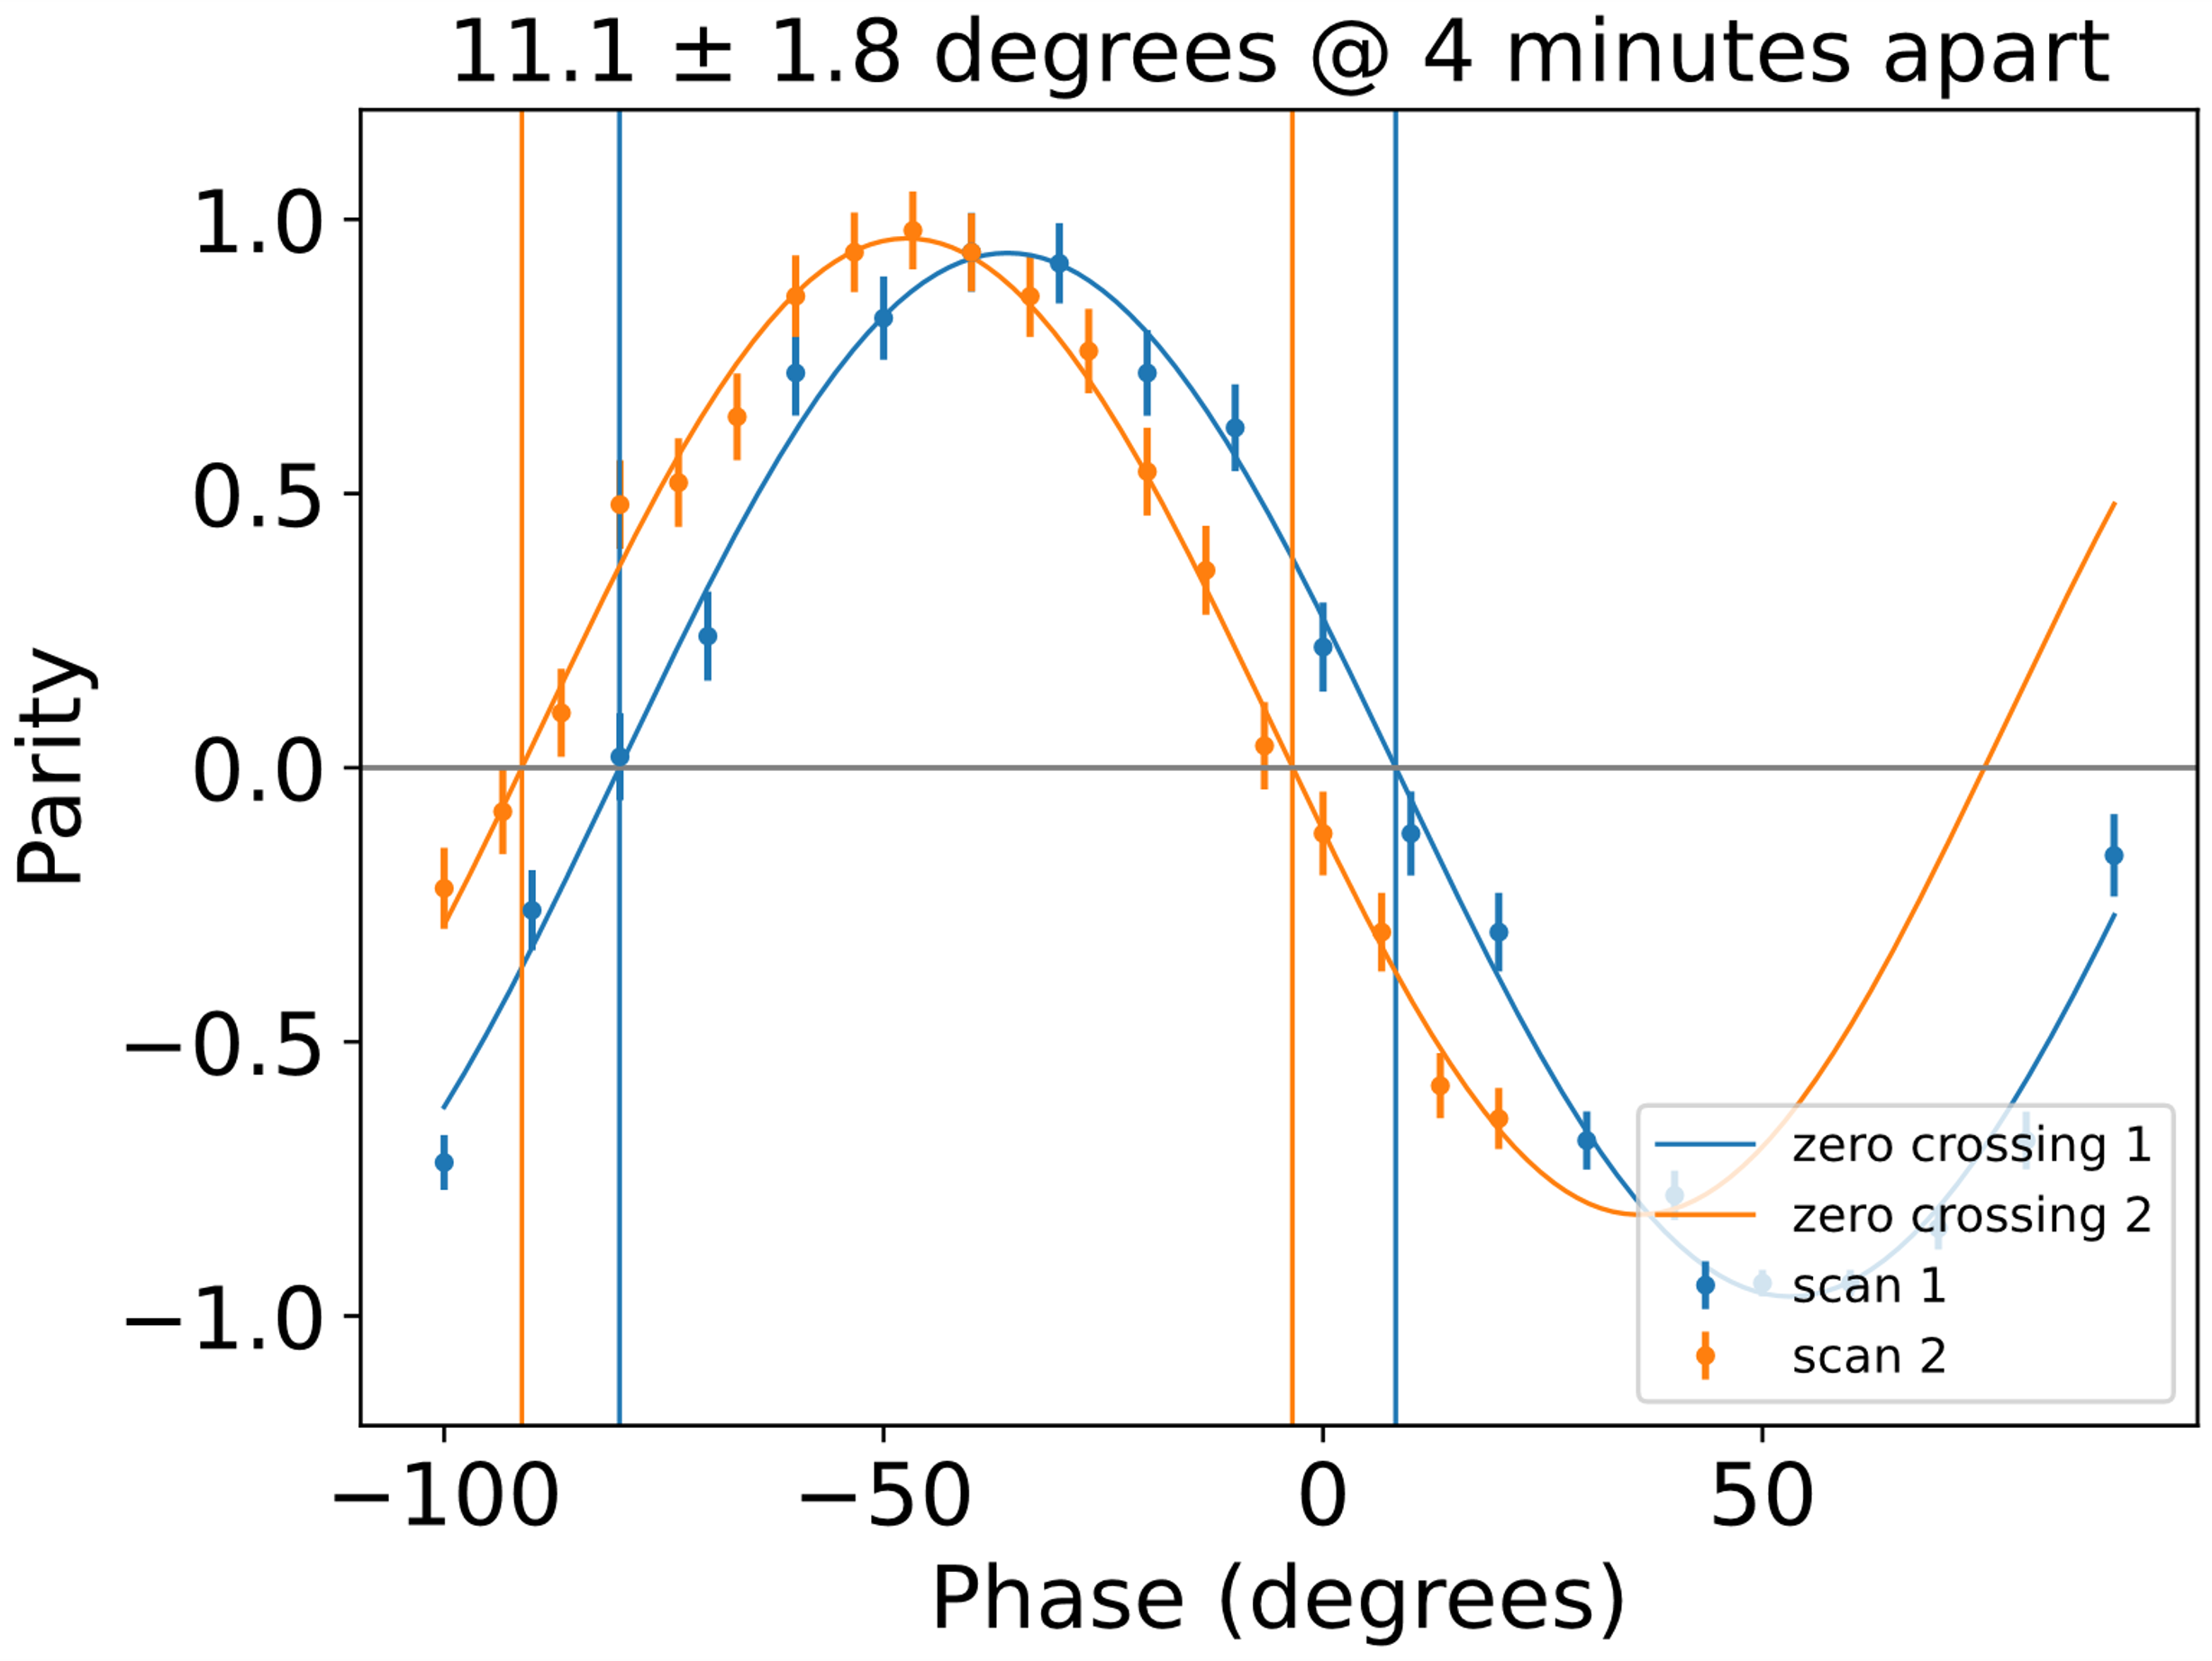 11.1 ± 1.8 degrees @ 4 minutes apart
Parity
1.0
0.5
0.0
−0.5
−1.0
zero crossing 1
zero crossing 2
scan 1
scan 2
−100
−50
0
50
Phase (degrees)